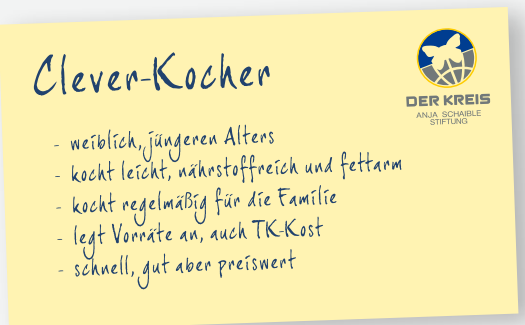 Clever-Kocher
DER KREIS
ANJA SCHAIBLE
STIFTUNG
- weiblich, jüngeren Alters
- kocht leicht, nährstoffreich und fettarm
- kocht regelmäßig für die Familie
- legt Vorräte an, auch TK-Kost
- schnell, gut aber preiswert